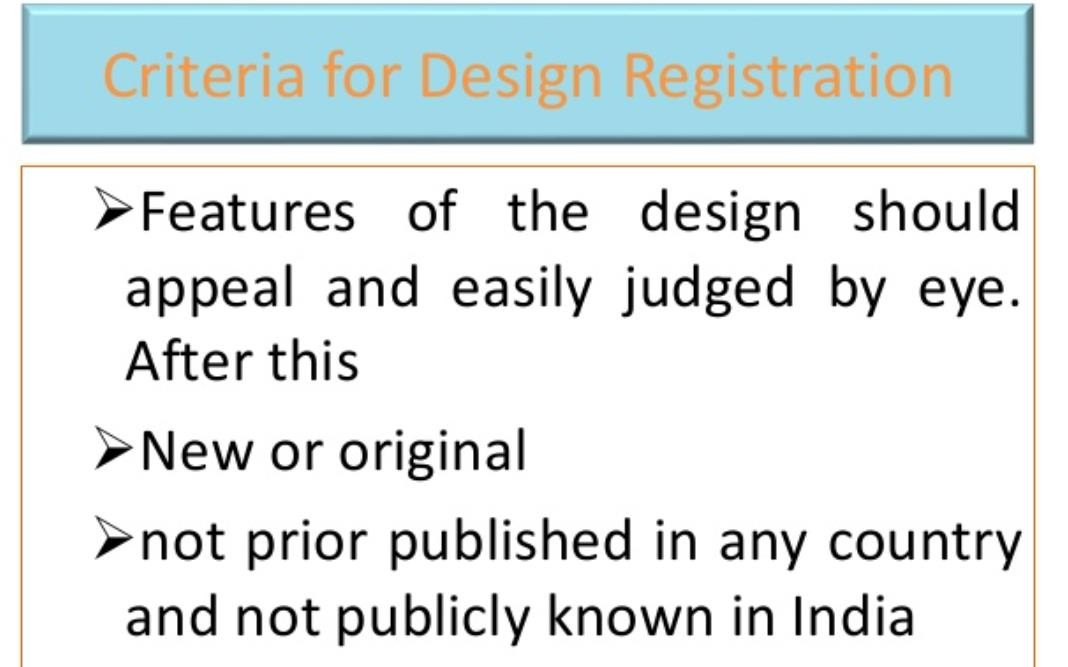 Criteria for Design Registration
➢Features of the design should
appeal and easily judged by eye.
After this
➢New or original
➢not prior published in any country
and not publicly known in India